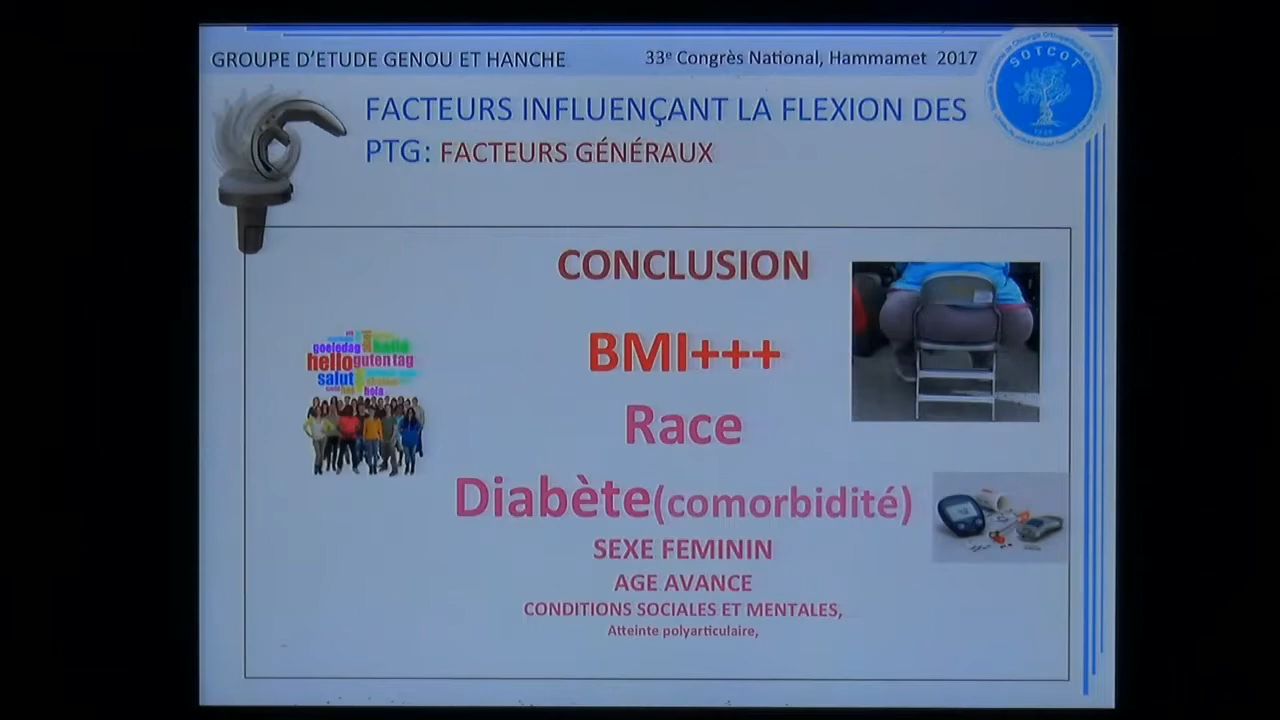 GROUPE D'ETUDE GENOU ET HANCHE
33e Congrès National, Hammamet 2017
SOTCOT
FACTEURS INFLUENÇANT LA FLEXION DES
PTG: FACTEURS GÉNÉRAUX
CONCLUSION
BMI+++
goeiedag
hello guten tag
salut
hola
Race
Diabète(comorbidité)
SEXE FEMININ
AGE AVANCE
CONDITIONS SOCIALES ET MENTALES,
Atteinte polyarticulaire,